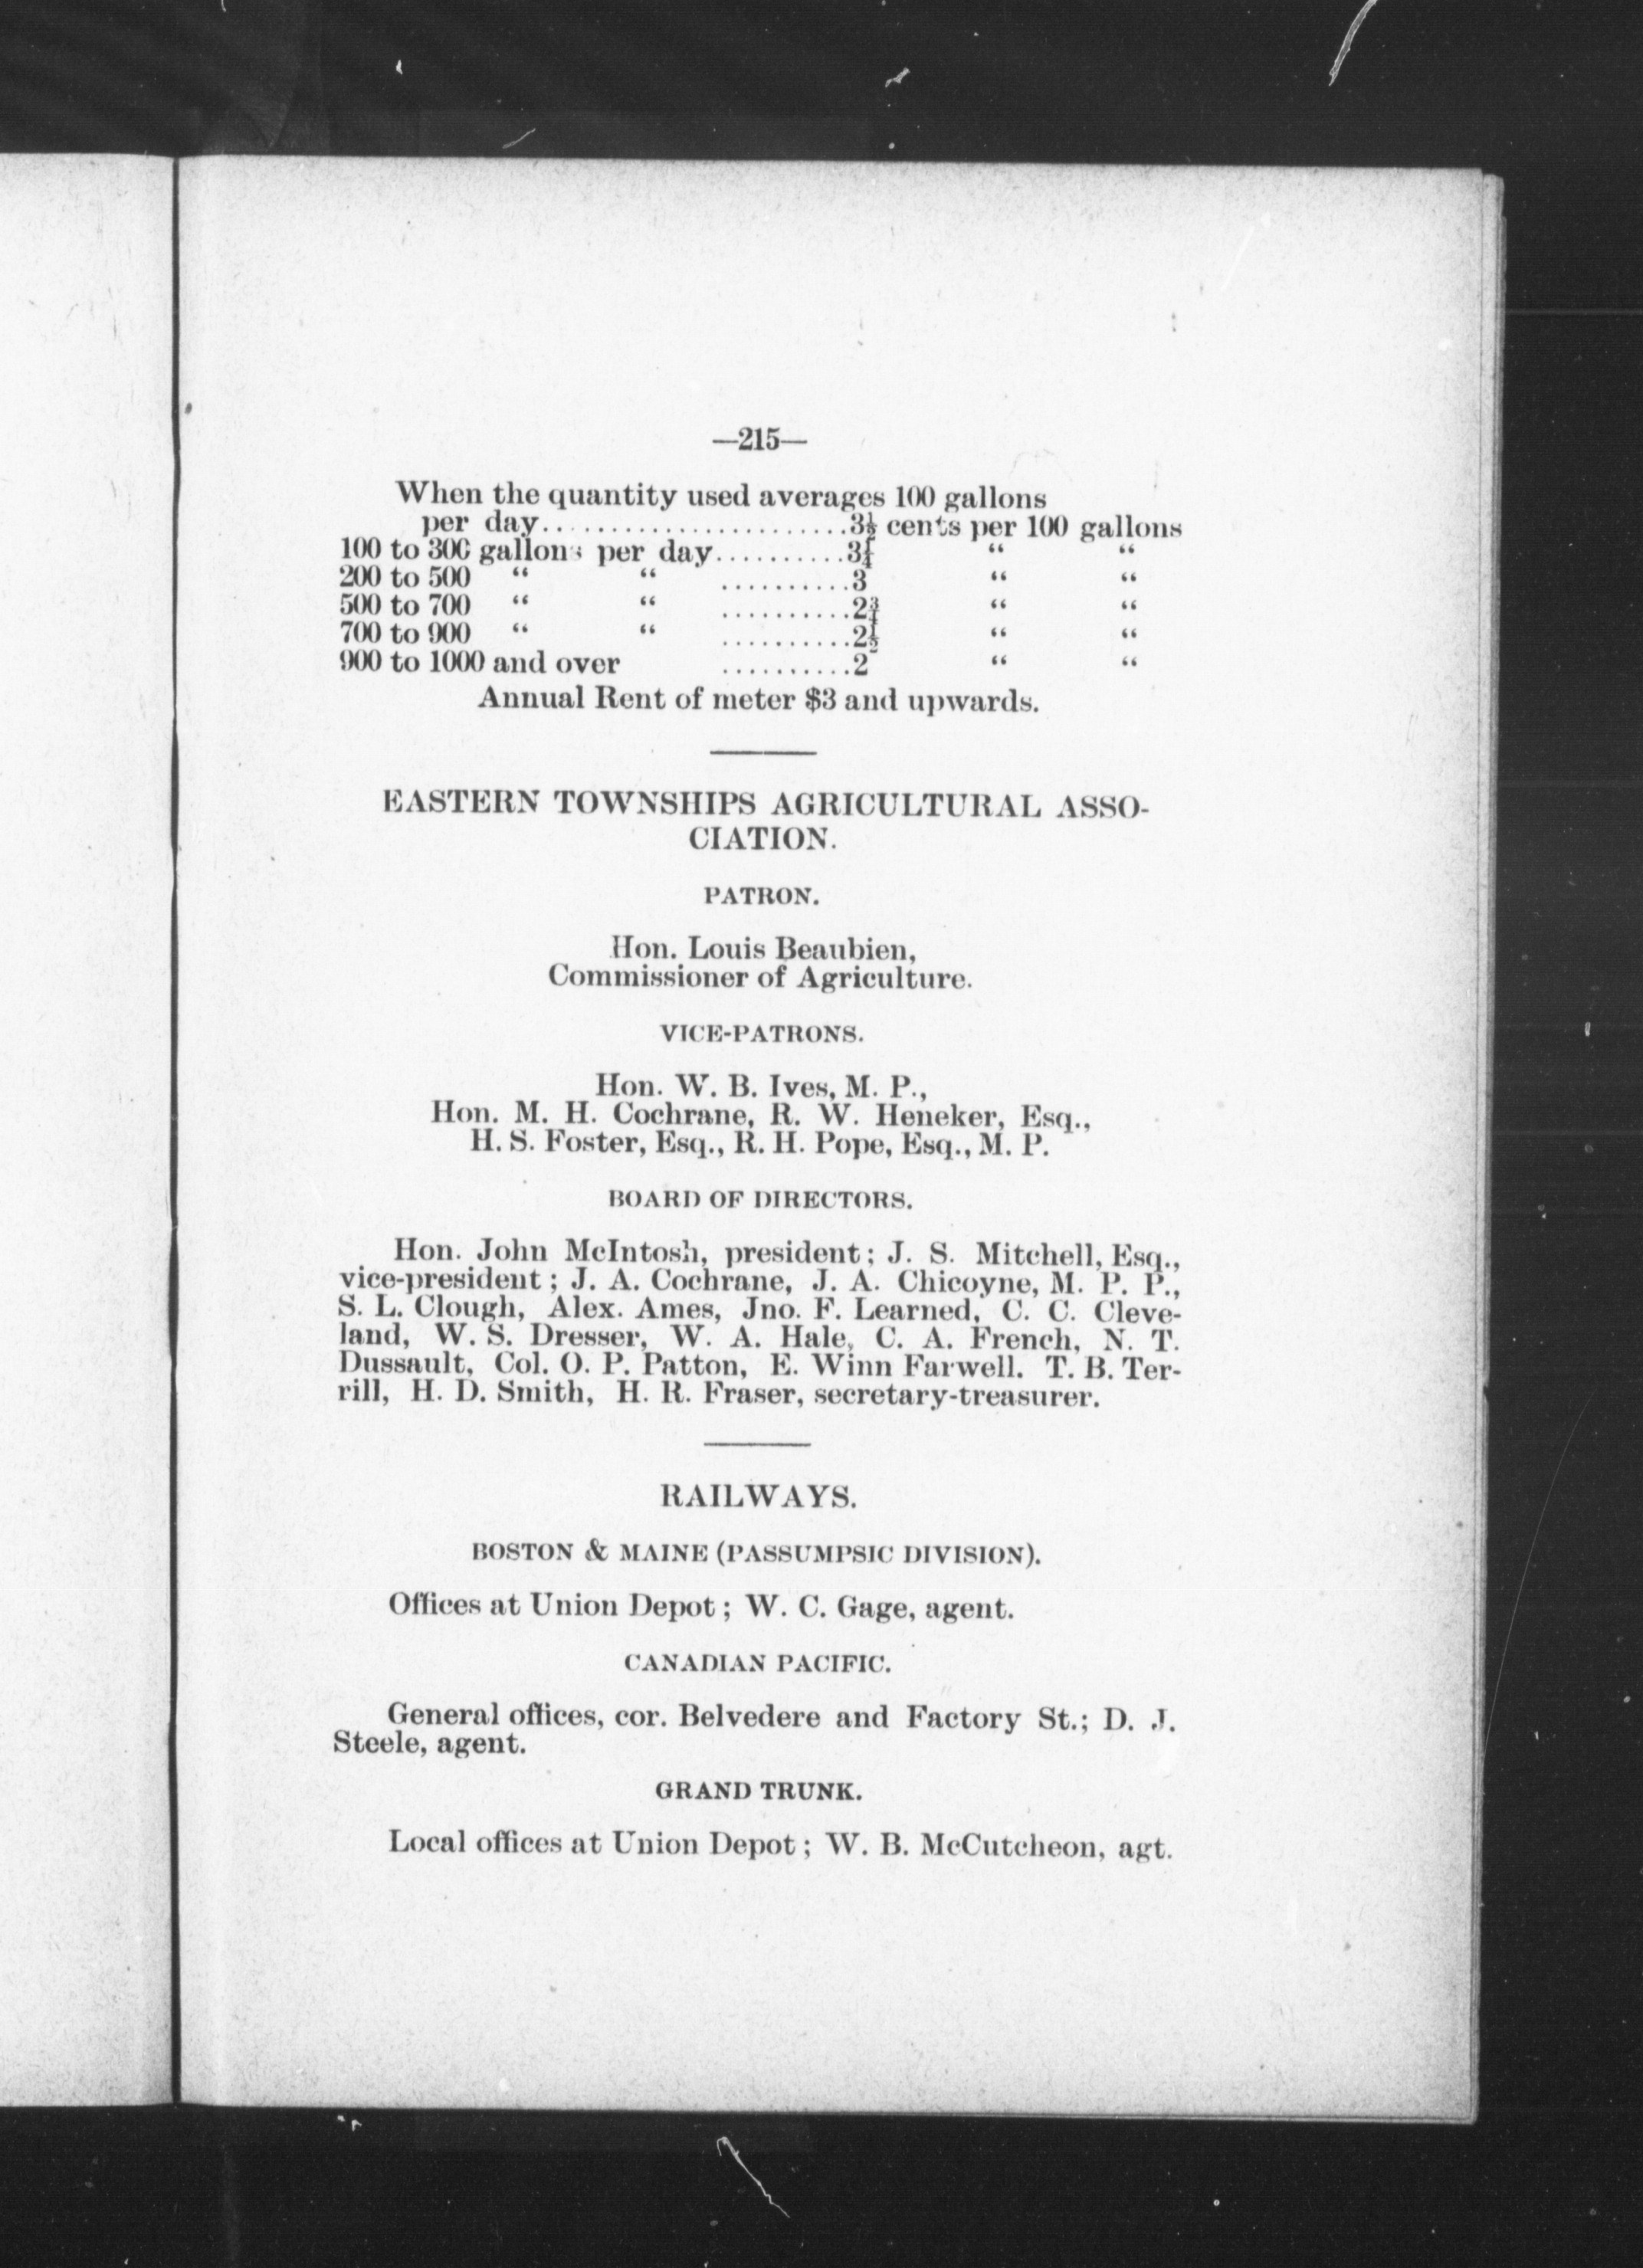 —215—
When the quantity used averages 100 gallons
per day.......................3½ cents per 100 gallons
100 to 300 gallons per day..........3¼ “ “
200 to 500 “ “ ..........3 “ “
500 to 700 “ “ ..........2¾ “ “
700 to 900 “ “ ..........2½ “ “
900 to 1000 and over ..........2 “ “
Annual Rent of meter $3 and upwards.
EASTERN TOWNSHIPS AGRICULTURAL ASSO-
CIATION.
PATRON.
Hon. Louis Beaubien,
Commissioner of Agriculture.
VICE-PATRONS.
Hon. W. B. Ives, M. P.,
Hon. M. H. Cochrane, R. W. Heneker, Esq.,
H. S. Foster, Esq., R. H. Pope, Esq., M. P.
BOARD OF DIRECTORS.
Hon. John McIntosh, president; J. S. Mitchell, Esq.,
vice-president; J. A. Cochrane, J. A. Chicoyne, M. P. P.,
S. L. Clough, Alex. Ames, Jno. F. Learned, C. C. Cleve-
land, W. S. Dresser, W. A. Hale, C. A. French, N. T.
Dussault, Col. O. P. Patton, E. Winn Farwell. T. B. Ter-
rill, H. D. Smith, H. R. Fraser, secretary-treasurer.
RAILWAYS.
BOSTON & MAINE (PASSUMPSIC DIVISION).
Offices at Union Depot; W. C. Gage, agent.
CANADIAN PACIFIC.
General offices, cor. Belvedere and Factory St.; D. J.
Steele, agent.
GRAND TRUNK.
Local offices at Union Depot; W. B. McCutcheon, agt.